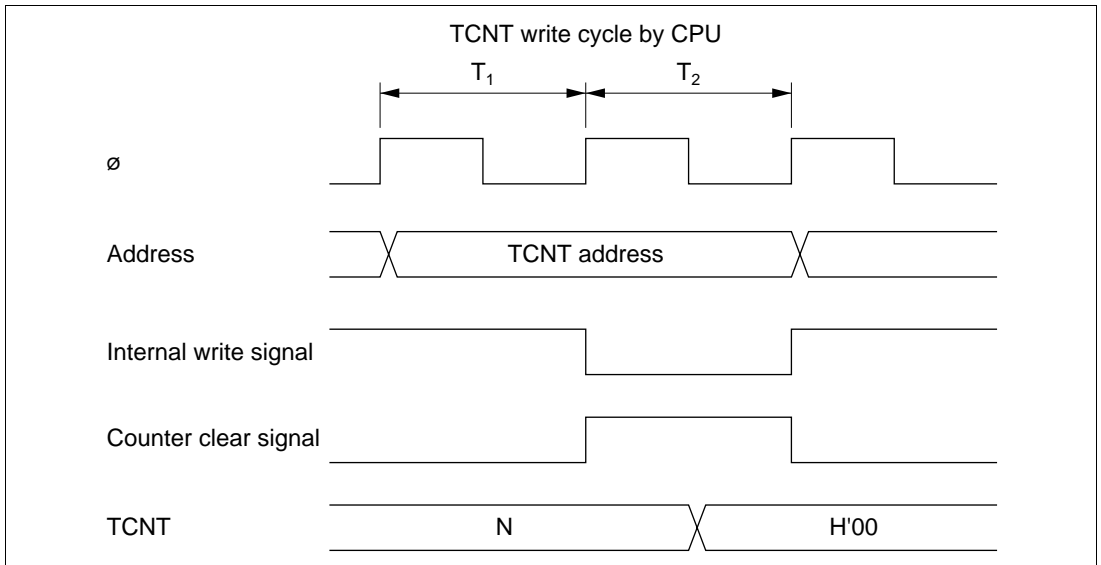 TCNT write cycle by CPU
T1 T2
ø
Address TCNT address
Internal write signal
Counter clear signal
TCNT N H'00